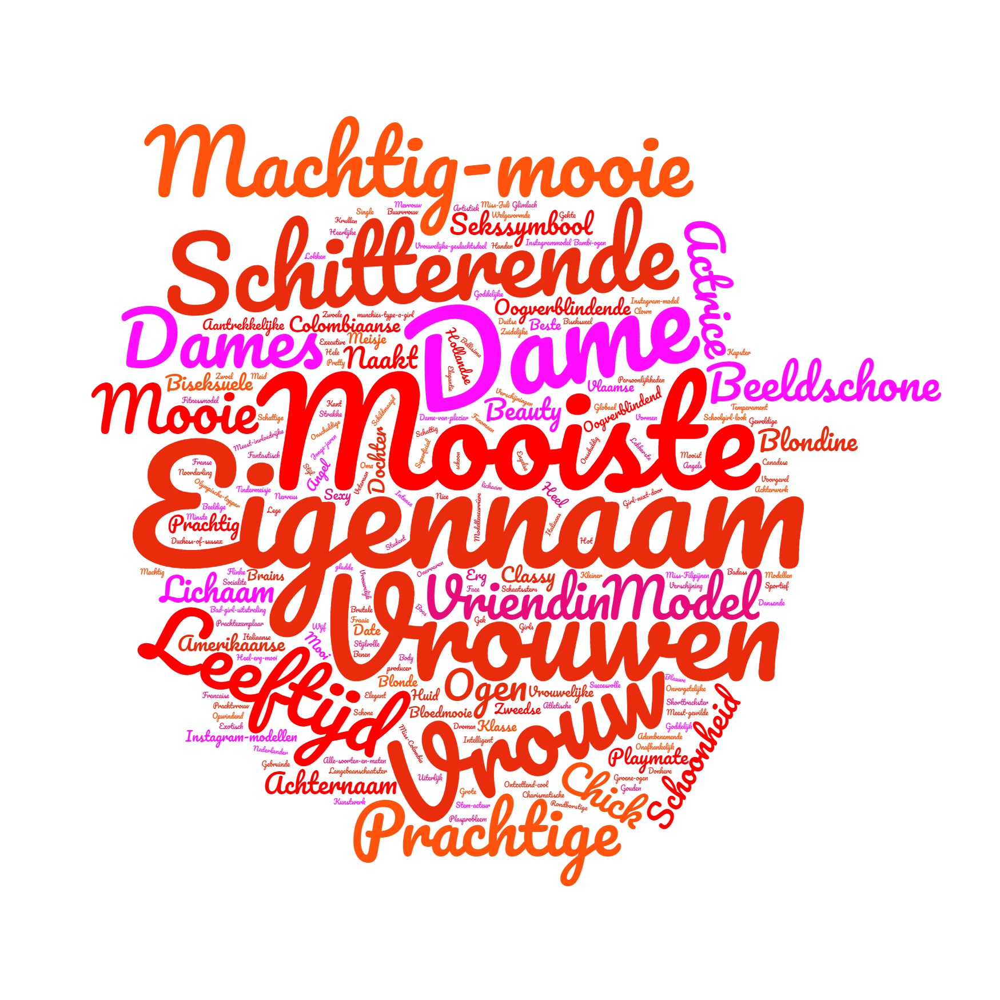 Machtig-mooie
Mevrouw
Artistiek
Miss-Juli
Glimlach
Single
Buurvrouw
Krullen
Welgevormde
Gekte
Sekssymbool
Heerlijke
Schitterende
Actrice
Vrouwelijke-geslachtsdeel
Handen
Instagrammodel
Bambi-ogen
Lokken
Goddelijke
Instagram-model
Oogverblindende
Clown
Zwoele
munchies-type-a-girl
Dames
Aantrekkelijke
Colombiaanse
Dame
Duitse
Beste
Biseksueel
Zuidelijke
Executive
Meisje
Hollandse
Bellisima
Hele
Naakt
Kapster
Pretty
Elegantie
Biseksuele
Zwoel
Meid
Vlaamse
Persoonlijkheden
Beeldschone
Mooie
Fitnessmodel
Mooiste
Kant
Schildmaagd
Verschijningen
Beauty
Globaal
Oogverblindend
Temperament
Strakke
Schattige
Onschuldige
Dame-van-plezier
Fenomeen
Vormen
Schoolgirl-look
Geweldige
Meest-invloedrijke
Dochter
Schattig
Blondine
Jonge-jaren
Superficial
Onschuldig
Lekkerste
Fantastisch
Franse
Stijl
Angel
Oma
schoon
Engelse
Mooist
Angels
Canadese
Noorderling
Veteraan
Voorgevel
Olympische-topper
Tindermeisje
Nerveus
Sexy
Intense
Nice
lichaam
Heel
Girl-next-door
Achterwerk
Eigennaam
Beeldige
Lege
Minste
Prachtig
Modellencarrière
Italiaans
Duchess-of-sussex
Student
Hot
Machtig
Flinke
Brains
gladde
Vrouwelijk
Onervaren
Erg
Classy
Kleiner
Miss-Filipijnen
Badass
Modellen
Lichaam
Socialite
Vriendin
Face
Schaatssters
Model
Verschijning
Sportief
Dansende
Bad-girl-uitstraling
Brutale
Boos
Prachtexemplaar
Wijf
Fraaie
Gek
Girls
Leeftijd
Amerikaanse
Italiaanse
Mooi
Date
Vrouwen
Stijlvolle
Heel-erg-mooi
Benen
Body
producer
Blonde
Ogen
Vrouwelijke
Succesvolle
Blauwe
Onvergetelijke
Francaise
Elegant
Huid
Prachtvrouw
Zweedse
Atletische
Shorttrackster
Opwindend
Schone
Bloedmooie
Meest-gewilde
Exotisch
Miss-Colombia
Dromen
Klasse
Goddelijk
Schoonheid
Instagram-modellen
Intelligent
Vrouw
Adembenemende
Onafhankelijk
Nederlander
Gebruinde
Alle-soorten-en-maten
Playmate
Langebaanschaatster
Donkere
Achternaam
Uiterlijk
Ontzettend-cool
Chick
Groene-ogen
Grote
Charismatische
Gouden
Kunstwerk
Stem-acteur
Rondborstige
Plasprobleem
Prachtige